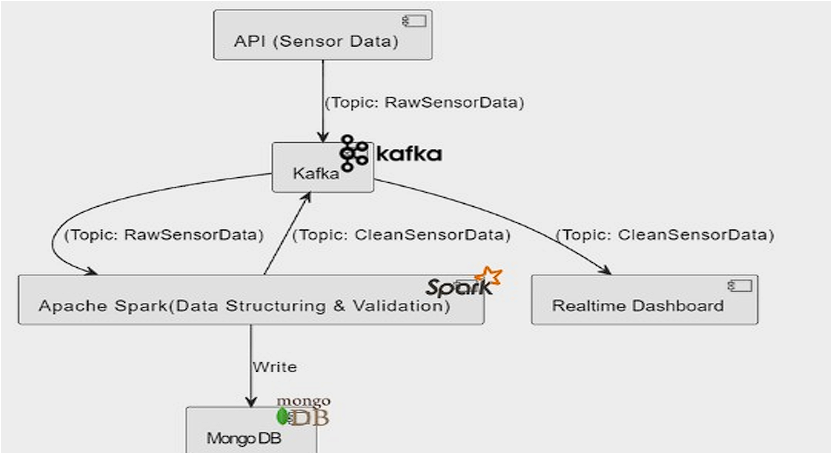 API (Sensor Data)
(Topic: RawSensorData)
kafka
Kafka
(Topic: RawSensorData)
(Topic: CleanSensorData)
(Topic: CleanSensorData)
Spark
Apache Spark(Data Structuring & Validation)
Realtime Dashboard
Write
mongo
DB
Mongo DB